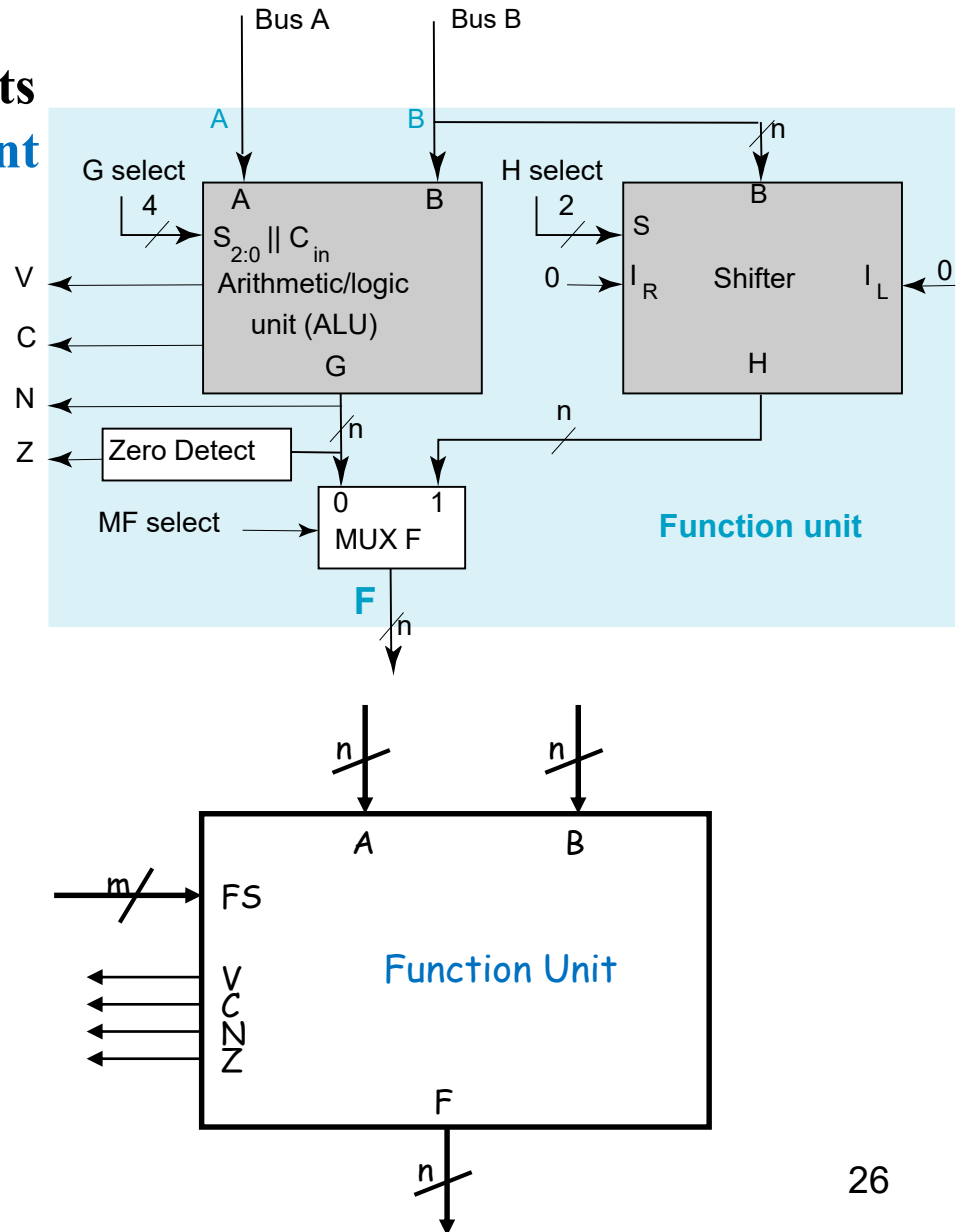 Bus A
Bus B
ts
nt
A
B
n
G select
H select
4
2
A
B
B
S2:0 || Cin
S
V
Arithmetic/logic
unit (ALU)
0
IR
Shifter
IL
0
C
G
H
N
n
n
Z
Zero Detect
0
1
MF select
MUX F
Function unit
F
n
n
n
A
B
m
FS
Function Unit
V
C
N
Z
F
n
26